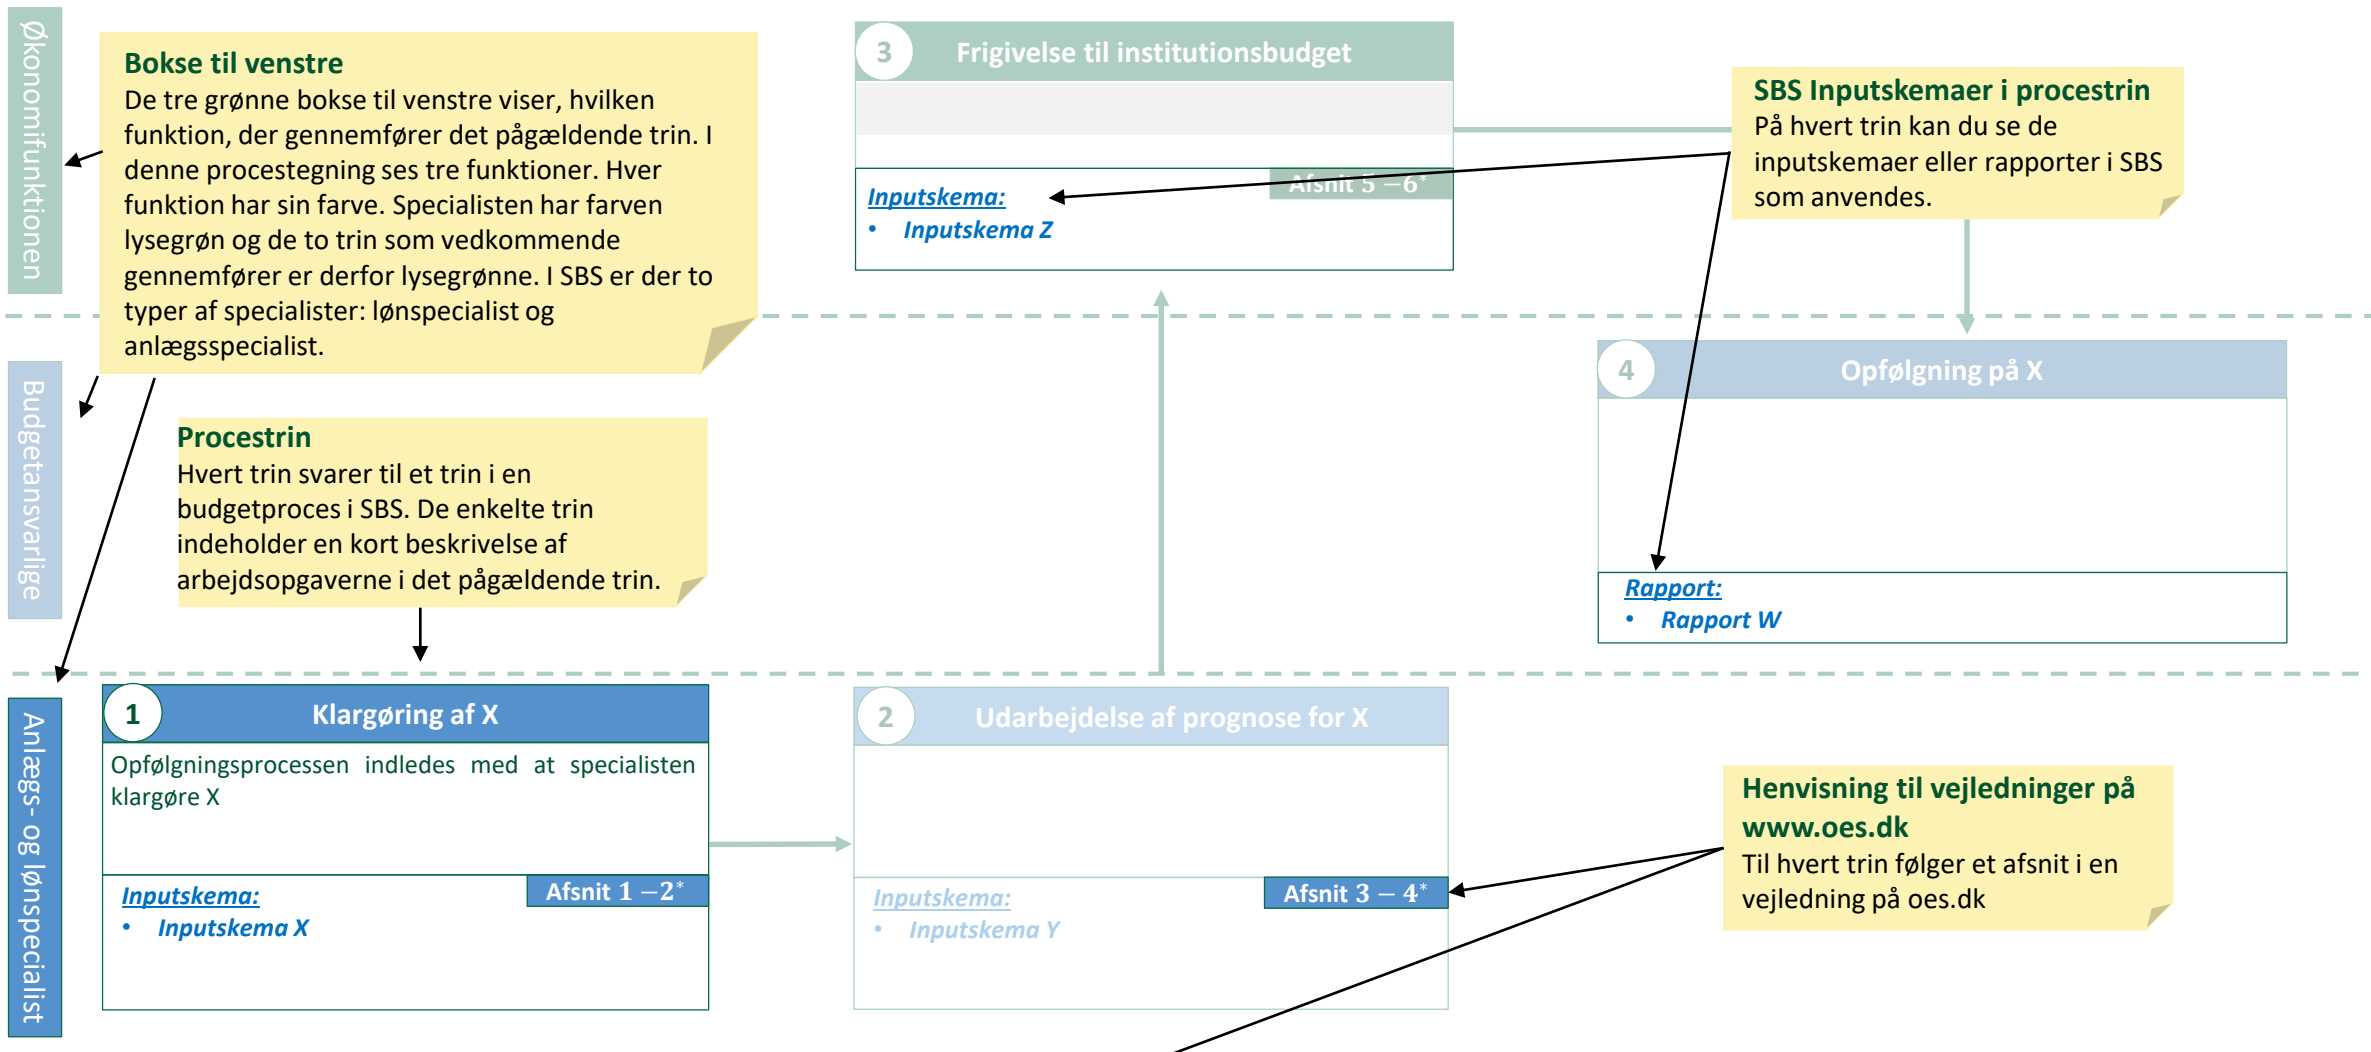 Økonomifunktionen
Bokse til venstre
De tre grønne bokse til venstre viser, hvilken
funktion, der gennemfører det pågældende trin. I
denne procestegning ses tre funktioner. Hver
funktion har sin farve. Specialisten har farven
lysegrøn og de to trin som vedkommende
gennemfører er derfor lysegrønne. I SBS er der to
typer af specialister: lønspecialist og
anlægsspecialist.
3
Frigivelse til institutionsbudget
Afsnit 5 –6*
Inputskema:
• Inputskema Z
SBS Inputskemaer i procestrin
På hvert trin kan du se de
inputskemaer eller rapporter i SBS
som anvendes.
Budgetansvarlige
Procestrin
Hvert trin svarer til et trin i en
budgetproces i SBS. De enkelte trin
indeholder en kort beskrivelse af
arbejdsopgaverne i det pågældende trin.
4
Opfølgning på X
Rapport:
• Rapport W
Anlægs- og lønspecialist
1
Klargøring af X
Opfølgningsprocessen indledes med at specialisten
klargøre X
Afsnit 1 –2*
Inputskema:
• Inputskema X
2
Udarbejdelse af prognose for X
Afsnit 3 – 4*
Inputskema:
• Inputskema Y
Henvisning til vejledninger på
www.oes.dk
Til hvert trin følger et afsnit i en
vejledning på oes.dk